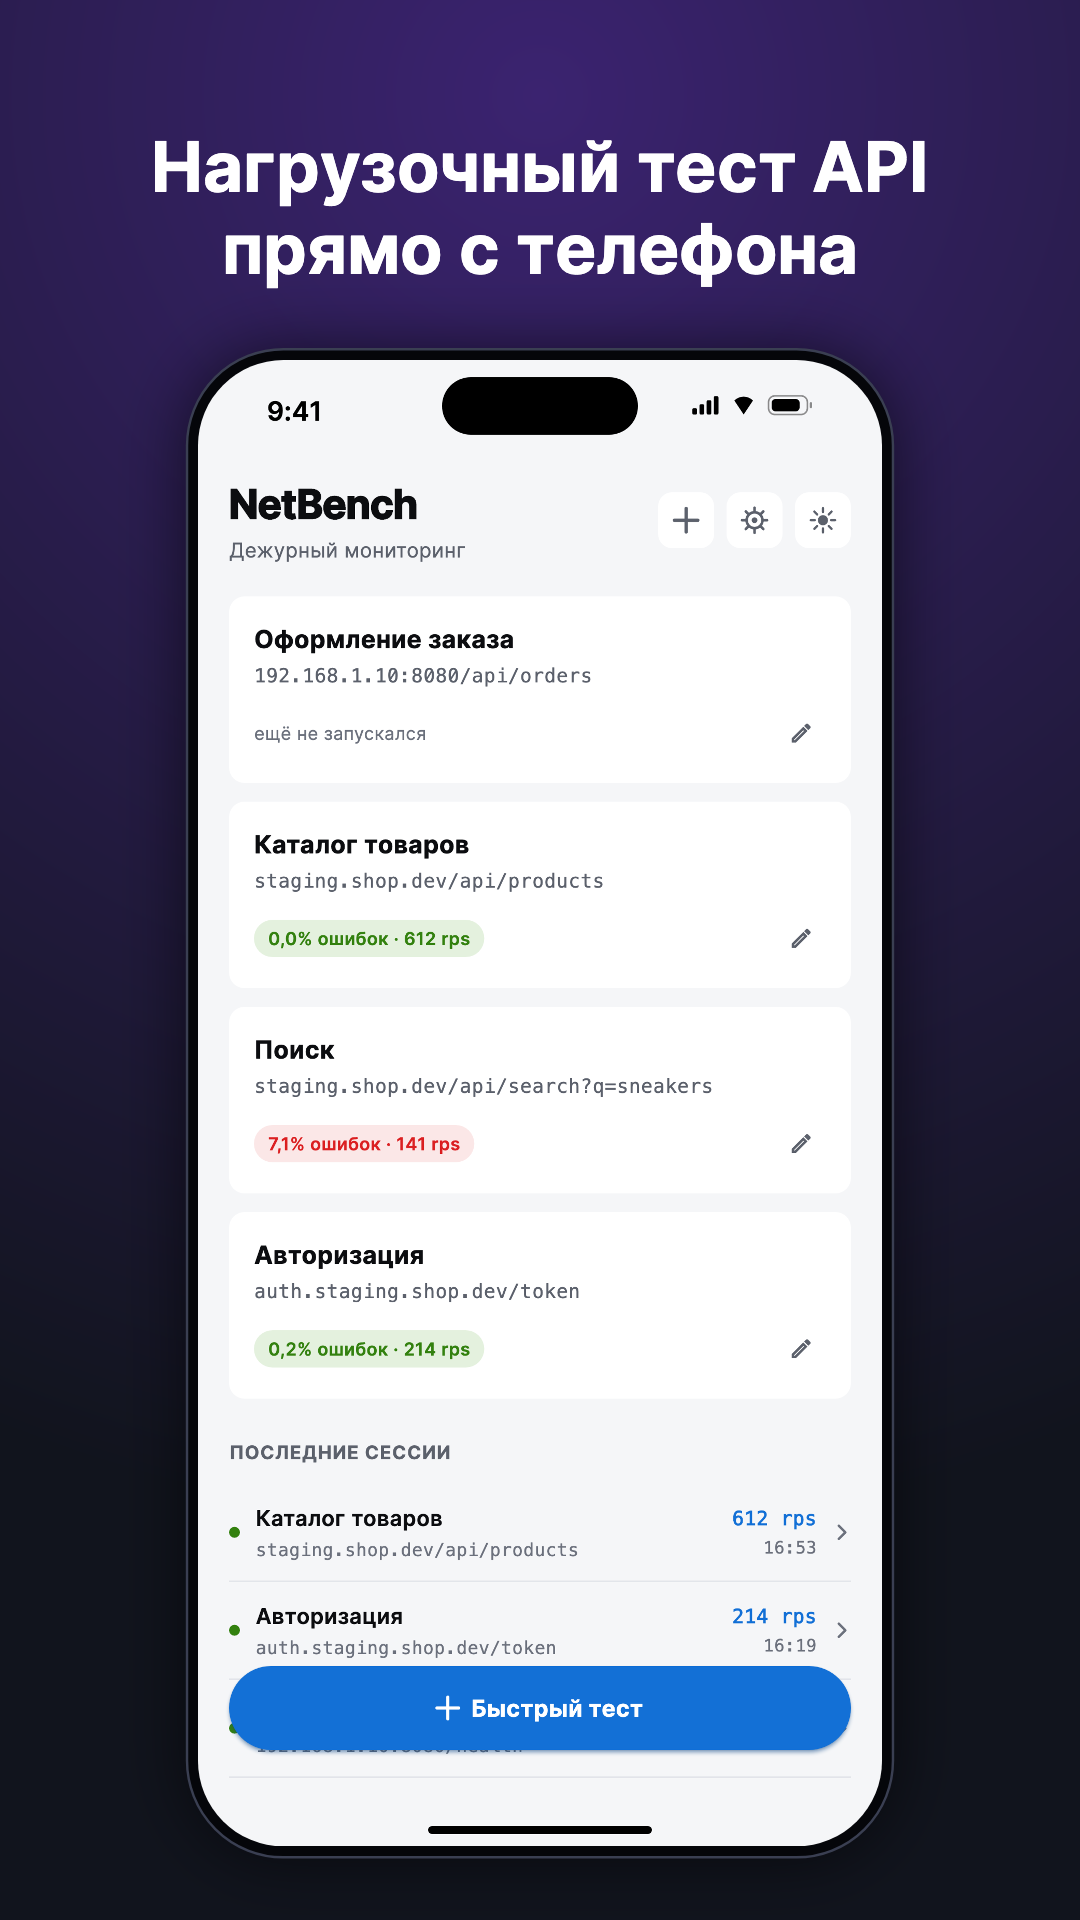 Нагрузочный тест API
прямо с телефона
9:41
NetBench
Дежурный мониторинг
Оформление заказа
192.168.1.10:8080/api/orders
ещё не запускался
Каталог товаров
staging.shop.dev/api/products
0,0% ошибок · 612 rps
Поиск
staging.shop.dev/api/search?q=sneakers
7,1% ошибок · 141 rps
Авторизация
auth.staging.shop.dev/token
0,2% ошибок · 214 rps
ПОСЛЕДНИЕ СЕССИИ
Каталог товаров
612 rps
staging.shop.dev/api/products
16:53
Авторизация
214 rps
auth.staging.shop.dev/token
16:19
Быстрый тест